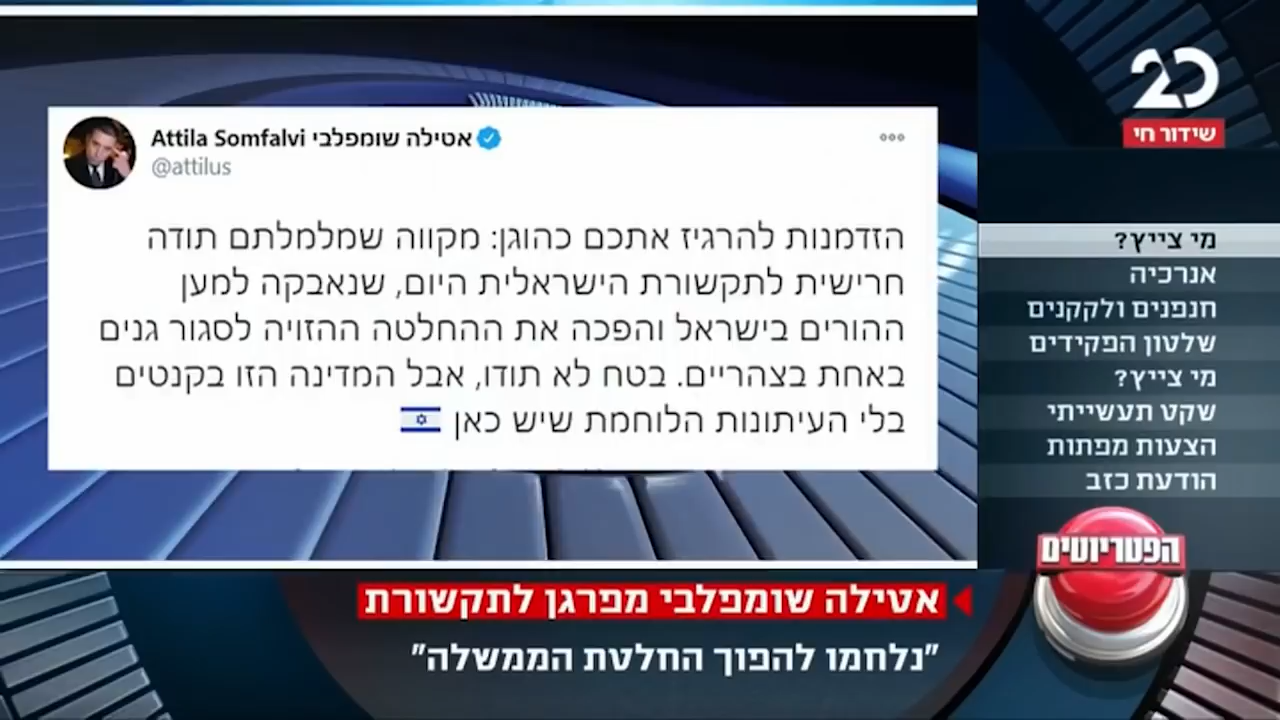 Attila Somfalvi אטילה שומפלבי
@attilus
הזדמנות להרגיז אתכם כהוגן: מקווה שמלמלתם תודה
חרישית לתקשורת הישראלית היום, שנאבקה למען
ההורים בישראל והפכה את ההחלטה ההזויה לסגור גנים
באחת בצהריים. בטח לא תודו, אבל המדינה הזו בקנטים
בלי העיתונות הלוחמת שיש כאן
20
שידור חי
מי צייץ?
אנרכיה
חנפנים ולקקנים
שלטון הפקידים
מי צייץ?
שקט תעשייתי
הצעות מפתות
הודעת כזב
הפטריוטים
אטילה שומפלבי מפרגן לתקשורת
"נלחמו להפוך החלטת הממשלה"